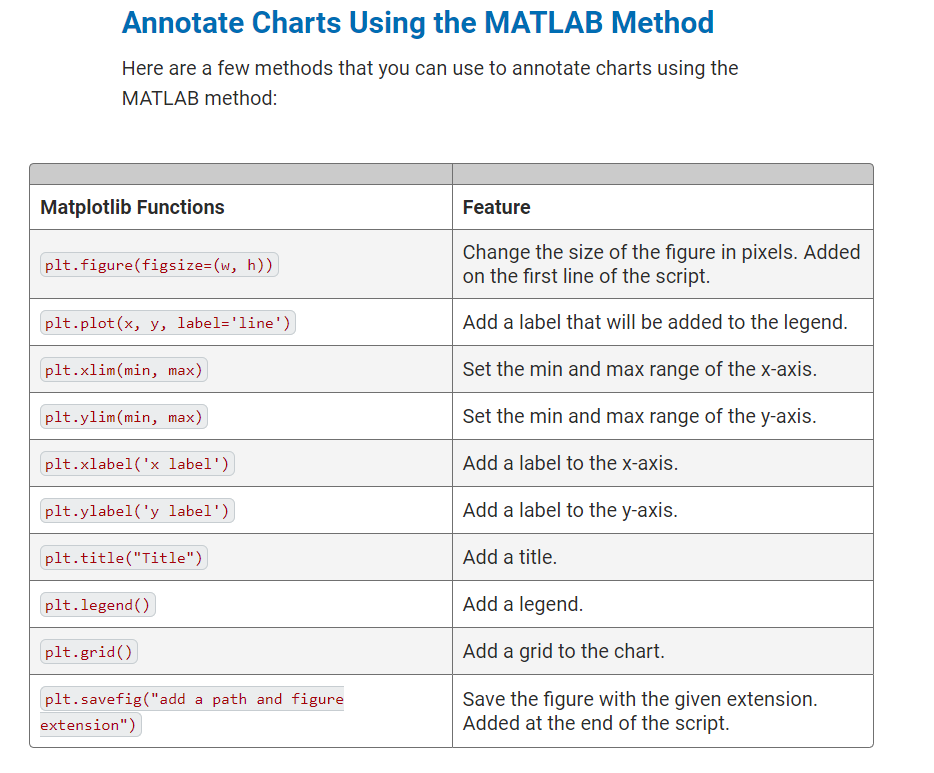 Annotate Charts Using the MATLAB Method
Here are a few methods that you can use to annotate charts using the
MATLAB method:
Matplotlib Functions
Feature
plt.figure(figsize=(w, h))
Change the size of the figure in pixels. Added
on the first line of the script.
plt.plot(x, y, label='line')
Add a label that will be added to the legend.
plt.xlim(min, max)
Set the min and max range of the x-axis.
plt.ylim(min, max)
Set the min and max range of the y-axis.
plt.xlabel('x label')
Add a label to the x-axis.
plt.ylabel('y label')
Add a label to the y-axis.
plt.title("Title")
Add a title.
plt.legend()
Add a legend.
plt.grid()
Add a grid to the chart.
plt.savefig("add a path and figure
extension")
Save the figure with the given extension.
Added at the end of the script.